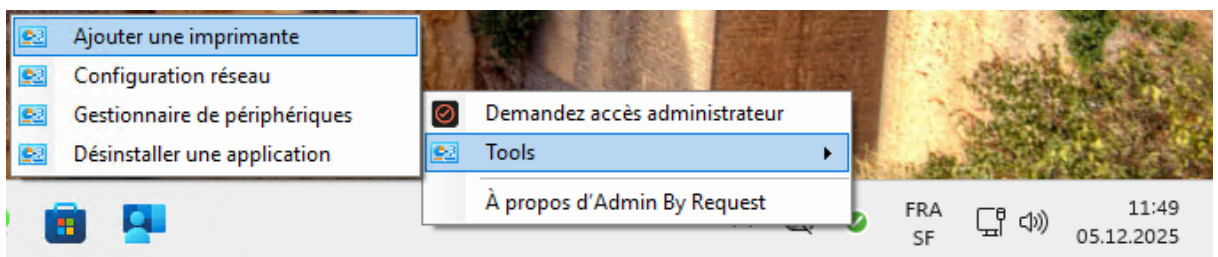 Ajouter une imprimante
Configuration réseau
Gestionnaire de périphériques
Désinstaller une application
Demandez accès administrateur
Tools
À propos d'Admin By Request
FRA
SF
11:49
05.12.2025